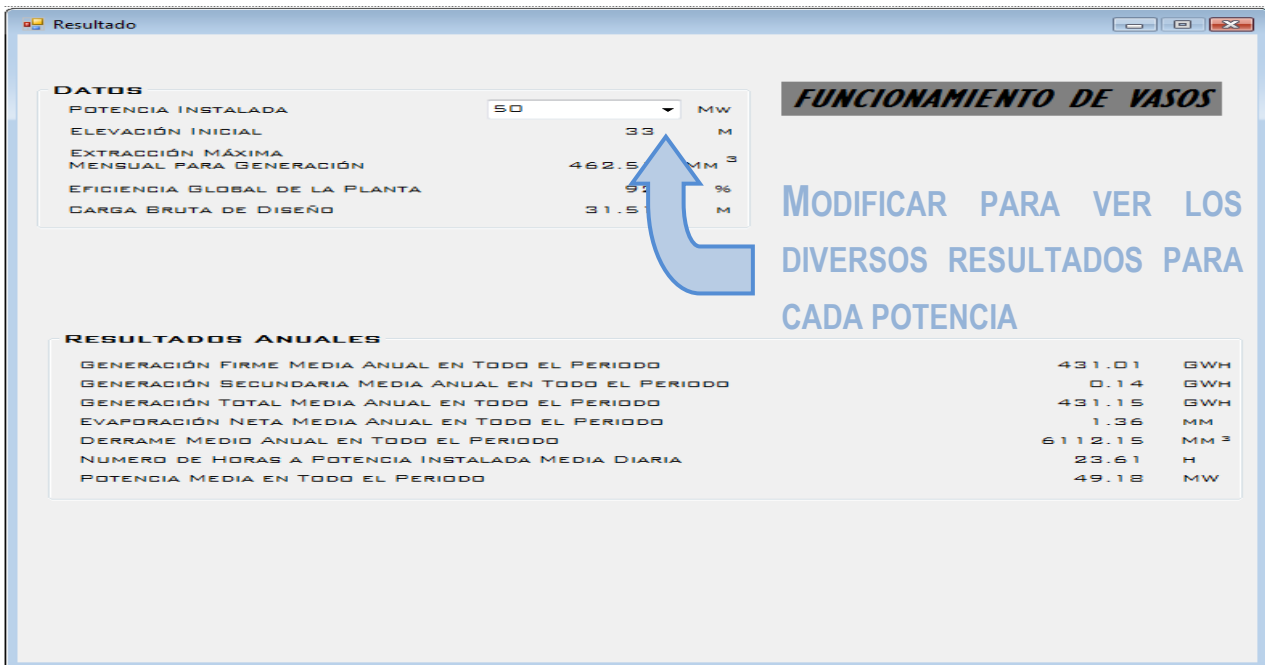 Resultado
DATOS
FUNCIONAMIENTO DE VASOS
POTENCIA INSTALADA 50 MW
ELEVACIÓN INICIAL 33 M
EXTRACCIÓN MÁXIMA
MENSUAL PARA GENERACIÓN MM³
EFICIENCIA GLOBAL DE LA PLANTA %
CARGA BRUTA DE DISEÑO M
MODIFICAR PARA VER LOS
DIVERSOS RESULTADOS PARA
CADA POTENCIA
RESULTADOS ANUALES
GENERACIÓN FIRME MEDIA ANUAL EN TODO EL PERIODO 431.01 GWH
GENERACIÓN SECUNDARIA MEDIA ANUAL EN TODO EL PERIODO 0.14 GWH
GENERACIÓN TOTAL MEDIA ANUAL EN TODO EL PERIODO 431.15 GWH
EVAPORACIÓN NETA MEDIA ANUAL EN TODO EL PERIODO 1.36 MM
DERRAME MEDIO ANUAL EN TODO EL PERIODO 6112.15 MM³
NUMERO DE HORAS A POTENCIA INSTALADA MEDIA DIARIA 23.61 H
POTENCIA MEDIA EN TODO EL PERIODO 49.18 MW